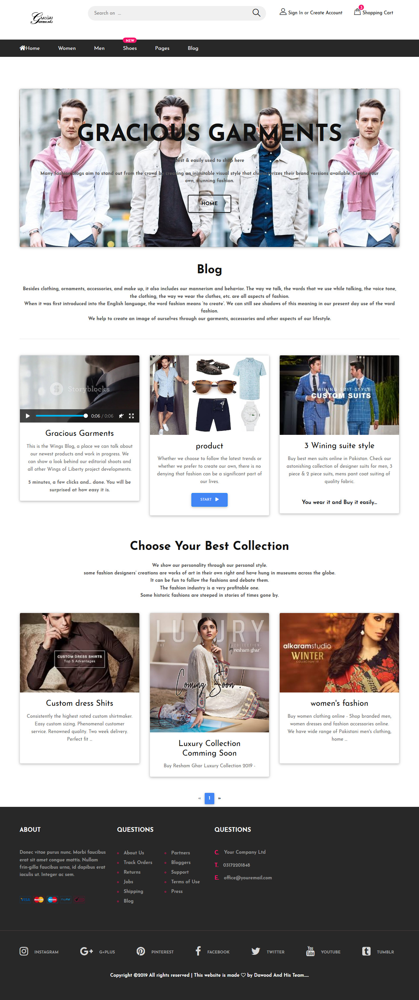 Gracious
Garments
Search on ....
Sign In or Create Account
3
Shopping Cart
NEW
Home
Women
Men
Shoes
Pages
Blog
GRACIOUS GARMENTS
Best & easily used to shop here
Many fashion blogs aim to stand out from the crowd by creating an inimitable visual style that characterizes their brand versions available. Create your
own, stunning fashion.
HOME
Blog
Besides clothing, ornaments, accessories, and make up, it also includes our mannerism and behavior. The way we talk, the words that we use while talking, the voice tone,
the clothing, the way we wear the clothes, etc. are all aspects of fashion.
When it was first introduced into the English language, the word fashion means 'to create'. We can still see shadows of this meaning in our present day use of the word
fashion.
We help to create an image of ourselves through our garments, accessories and other aspects of our lifestyle.
Storyblocks
0:06 / 0:06
Gracious Garments
This is the Wings Blog, a place we can talk about
our newest products and work in progress. We
can show a look behind our editorial shoots and
all other Wings of Liberty project developments.
5 minutes, a few clicks and... done. You will be
surprised at how easy it is.
product
Whether we choose to follow the latest trends or
whether we prefer to create our own, there is no
denying that fashion can be a significant part of
our lives.
START
3 WINING SUIT STYLE
CUSTOM SUITS
3 Wining suite style
Buy best men suits online in Pakistan. Check our
astonishing collection of designer suits for men, 3
piece & 2 piece suits, mens pant coat suiting of
quality fabric.
You wear it and Buy it easily...
Choose Your Best Collection
We show our personality through our personal style.
some fashion designers' creations are works of art in their own right and have hung in museums across the globe.
It can be fun to follow the fashions and debate them.
The fashion industry is a very profitable one.
Some historic fashions are steeped in stories of times gone by.
CUSTOM DRESS SHIRTS
Top 5 Advantages
Custom dress Shits
Consistently the highest rated custom shirtmaker.
Easy custom sizing. Phenomenal customer
service. Renowned quality. Two week delivery.
Perfect fit ...
LUXURY
THE -COLLECTION-
by resham ghar
Coming Soon !
Luxury Collection
Comming Soon
Buy Resham Ghar Luxury Collection 2019 -
alkaramstudio
WINTER
COLLECTION'19
women's fashion
Buy women clothing online - Shop branded men,
women dresses and fashion accessories online.
We have wide range of Pakistani men's clothing,
home ...
« 1 »
ABOUT
Donec vitae purus nunc. Morbi faucibus
erat sit amet congue mattis. Nullam
frin-gilla faucibus urna, id dapibus erat
iaculis ut. Integer ac sem.
VISA
MasterCard
Maestro
PayPal
QUESTIONS
About Us
Track Orders
Returns
Jobs
Shipping
Blog
Partners
Bloggers
Support
Terms of Use
Press
QUESTIONS
C. Your Company Ltd
T. 03172201848
E. office@youremail.com
INSTAGRAM
G+ G+PLUS
PINTEREST
FACEBOOK
TWITTER
You Tube YOUTUBE
TUMBLR
Copyright ©2019 All rights reserved | This website is made ♡ by Dawood And His Team......